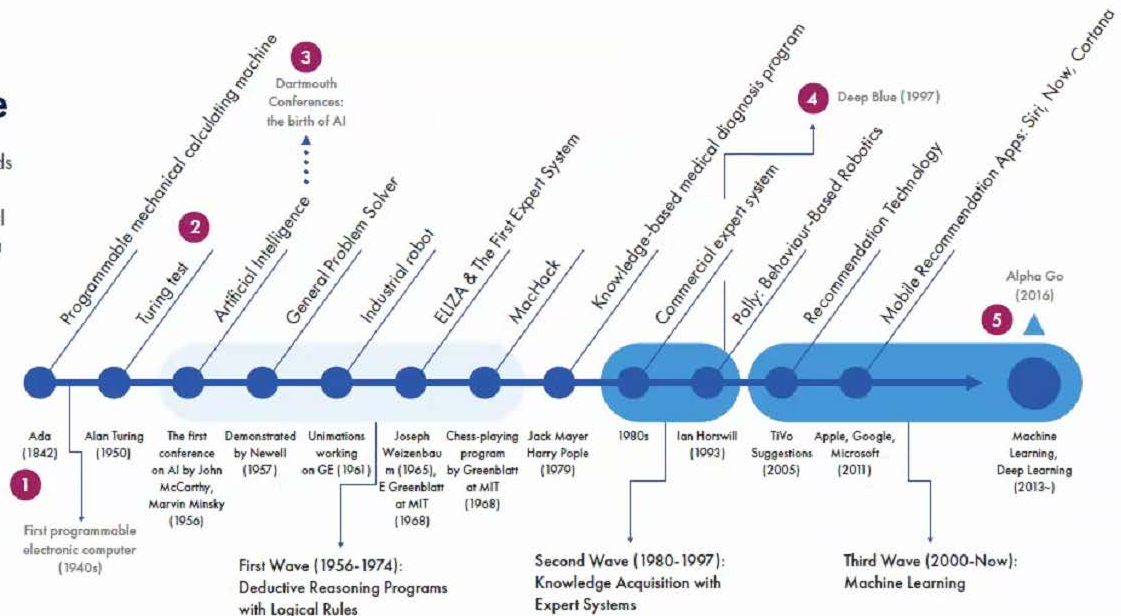 e
ds
l
Programmable mechanical calculating machine
Turing test
Artificial Intelligence
General Problem Solver
Industrial robot
ELIZA & The First Expert System
MacHack
Knowledge-based medical diagnosis program
Commercial expert system
Polly: Behaviour-Based Robotics
Recommendation Technology
Mobile Recommendation Apps: Siri, Now, Cortana
3
Dartmouth
Conferences:
the birth of AI
2
4
Deep Blue (1997)
Alpha Go
(2016)
5
Ada
(1842)
Alan Turing
(1950)
The first
conference
on AI by John
McCarthy,
Marvin Minsky
(1956)
Demonstrated
by Newell
(1957)
Unimations
working
on GE (1961)
Joseph
Weizenbau
m (1965),
E Greenblatt
at MIT
(1968)
Chess-playing
program
by Greenblatt
at MIT
(1968)
Jack Mayer
Harry Pople
(1979)
1980s
Ian Horswill
(1993)
TiVo
Suggestions
(2005)
Apple, Google,
Microsoft
(2011)
Machine
Learning,
Deep Learning
(2013~)
1
First programmable
electronic computer
(1940s)
First Wave (1956-1974):
Deductive Reasoning Programs
with Logical Rules
Second Wave (1980-1997):
Knowledge Acquisition with
Expert Systems
Third Wave (2000-Now):
Machine Learning